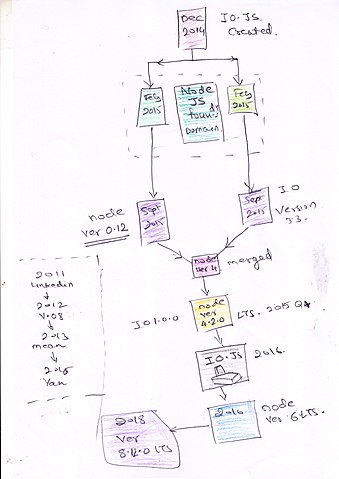 Dec
2014
IO.JS.
Created.
Feb
2015
Node
JS
foun.
Domain
Feb
2015
node
ver 0.12
Sept
2015
Sept
2015
I.O
Version
3.3.
node
ver 4
merged
2011
Linkedin
2012
V.08
2013
mean
2015
IO 1.0.0
node
ver
4.2.0
LTS. 2015 Q4
IO.JS
2016.
2016
node
ver 6 LTS.
2018
Ver
8.12.0 LTS